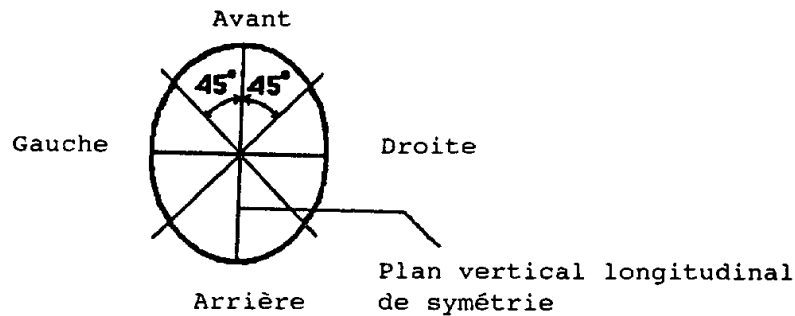 Avant
45° 45°
Gauche
Droite
Plan vertical longitudinal
de symétrie
Arrière